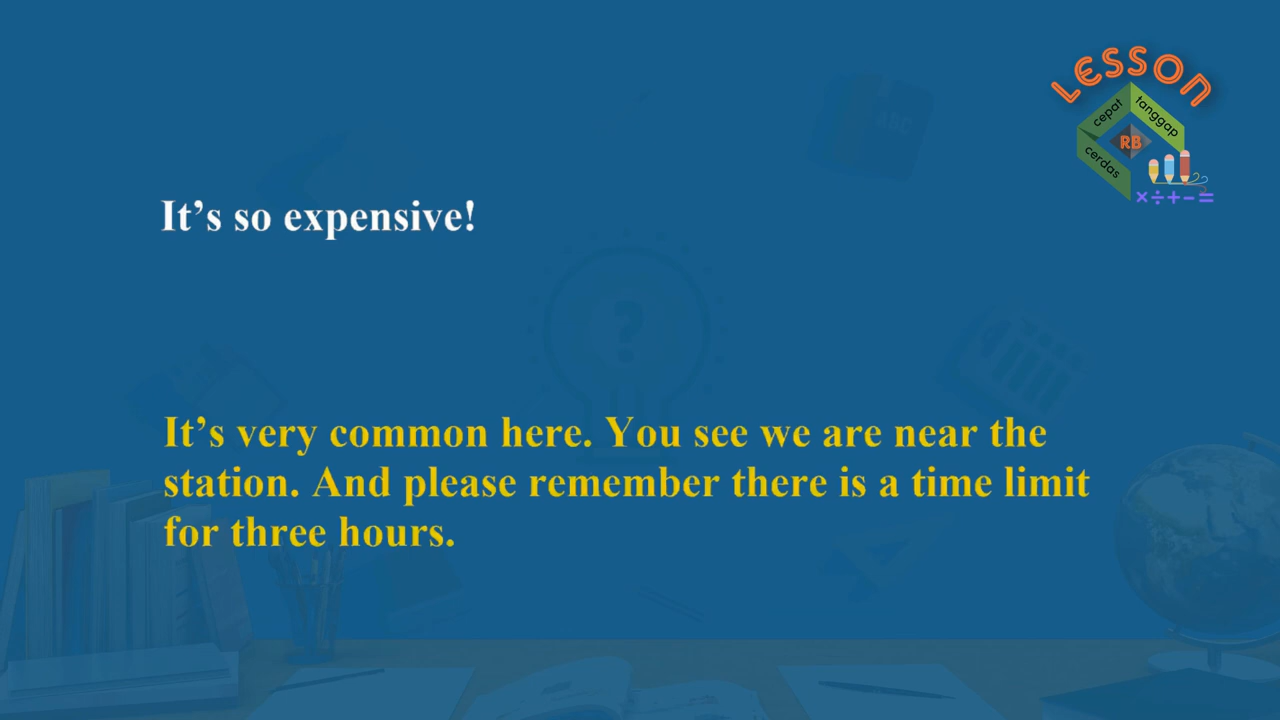 LESSON
cepat tanggap
RB
cerdas
×÷+-=
It's so expensive!
It's very common here. You see we are near the
station. And please remember there is a time limit
for three hours.